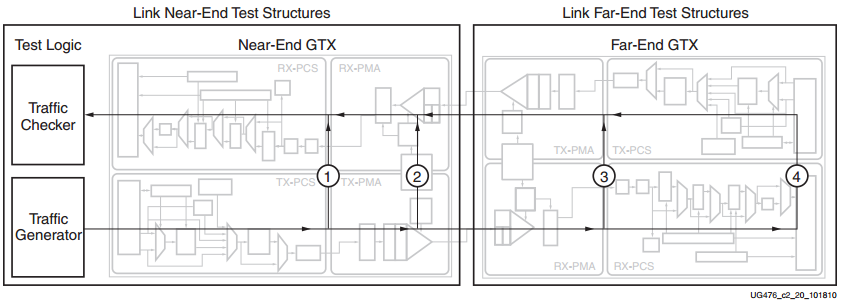 Link Near-End Test Structures
Link Far-End Test Structures
Test Logic
Near-End GTX
Far-End GTX
RX-PCS
RX-PMA
Traffic
Checker
TX-PMA
TX-PCS
1
2
3
4
TX-PCS
TX-PMA
Traffic
Generator
RX-PMA
RX-PCS
UG476_c2_20_101810